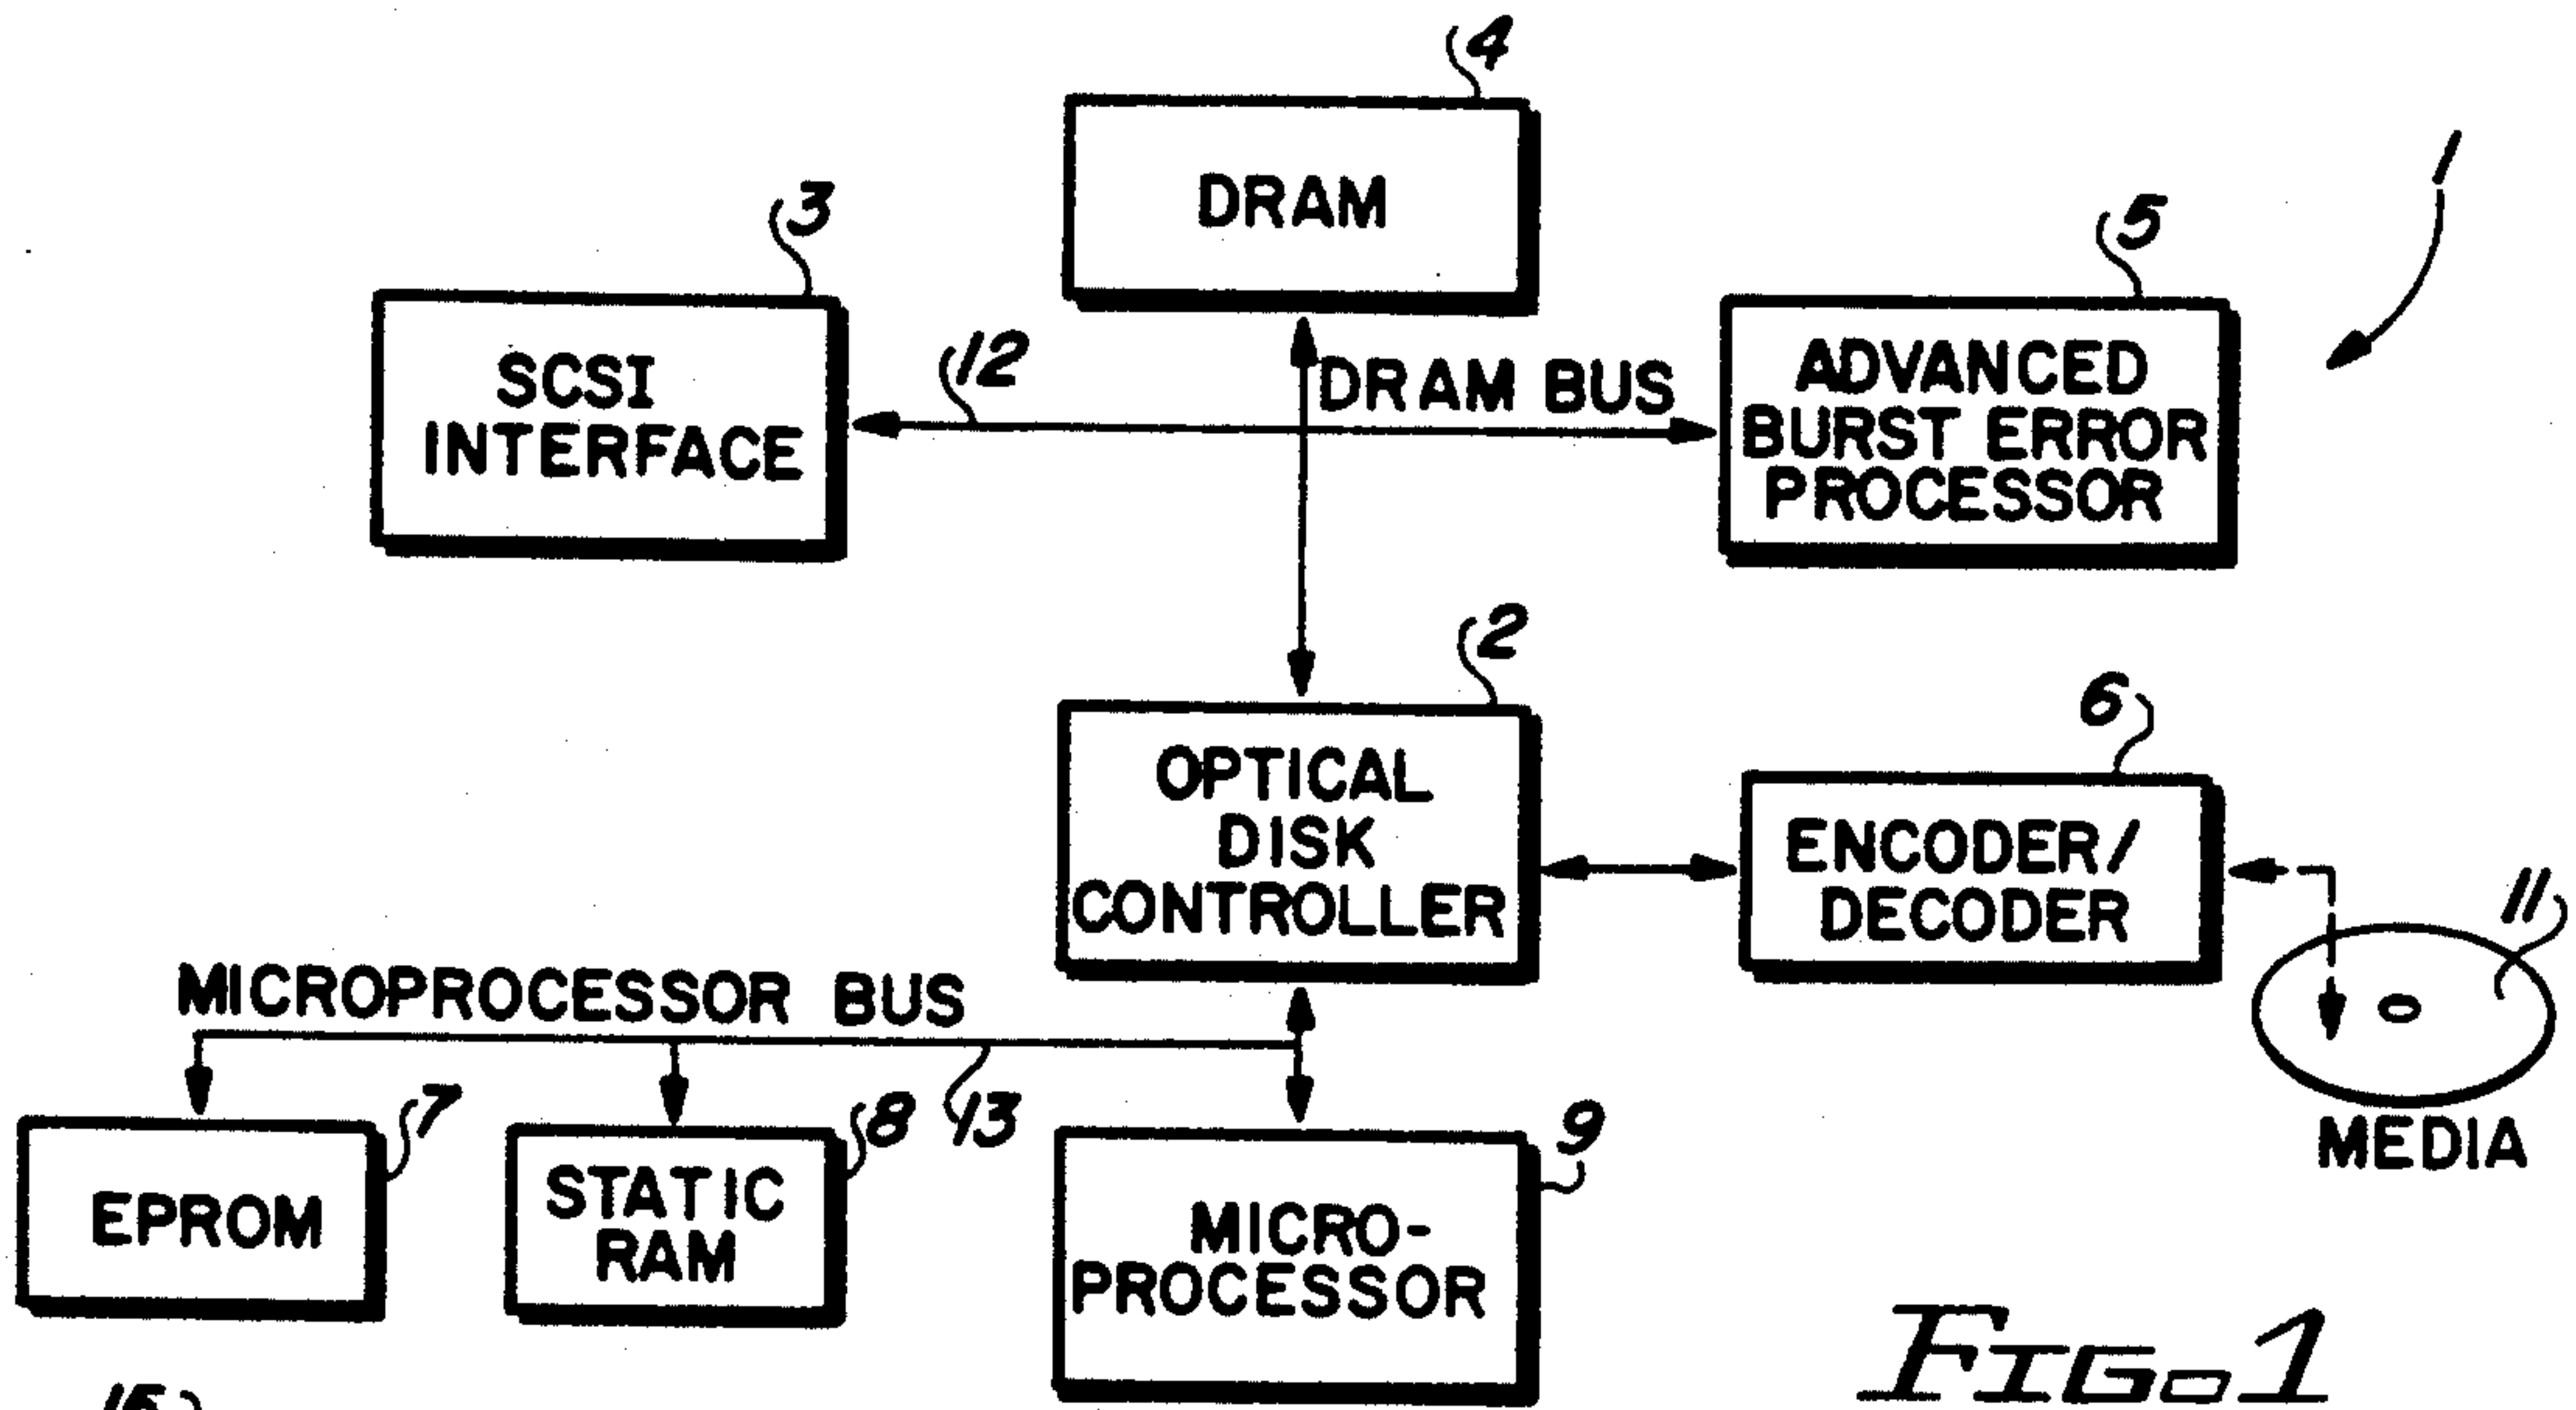 4
DRAM
1
3
SCSI
INTERFACE
12
DRAM BUS
5
ADVANCED
BURST ERROR
PROCESSOR
2
OPTICAL
DISK
CONTROLLER
6
ENCODER/
DECODER
11
MEDIA
MICROPROCESSOR BUS
13
7
EPROM
8
STATIC
RAM
9
MICRO-
PROCESSOR
FIG. 1